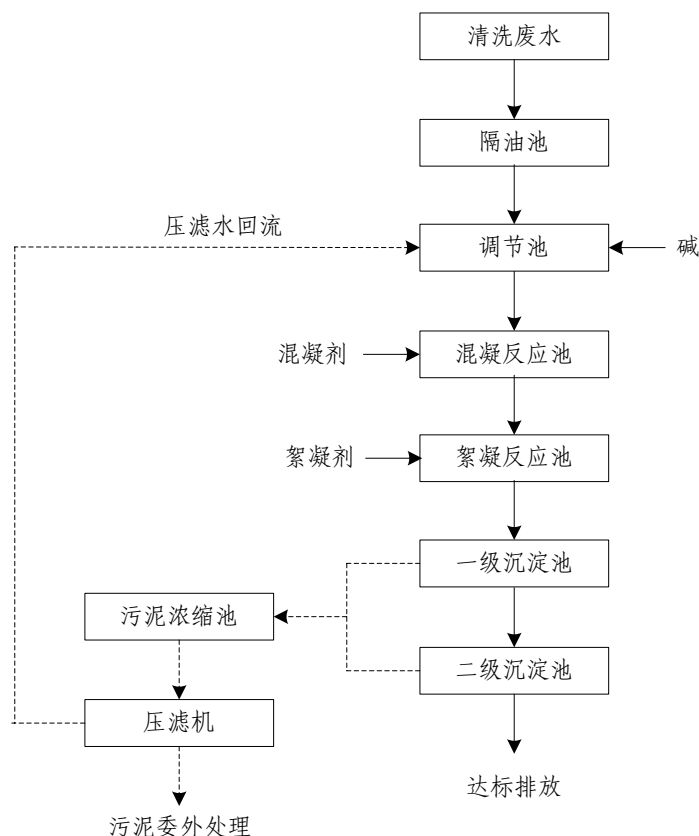 清洗废水
隔油池
压滤水回流
调节池
碱
混凝剂
混凝反应池
絮凝剂
絮凝反应池
一级沉淀池
污泥浓缩池
二级沉淀池
压滤机
达标排放
污泥委外处理